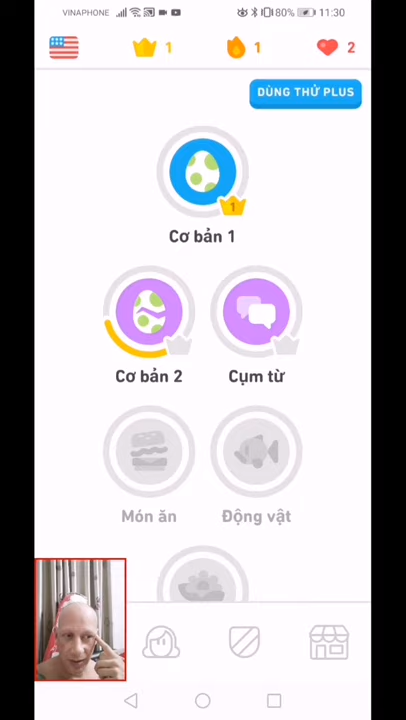 VINAPHONE 80% 11:30
1 1 2
DÙNG THỬ PLUS
1
Cơ bản 1
Cơ bản 2 Cụm từ
Món ăn Động vật